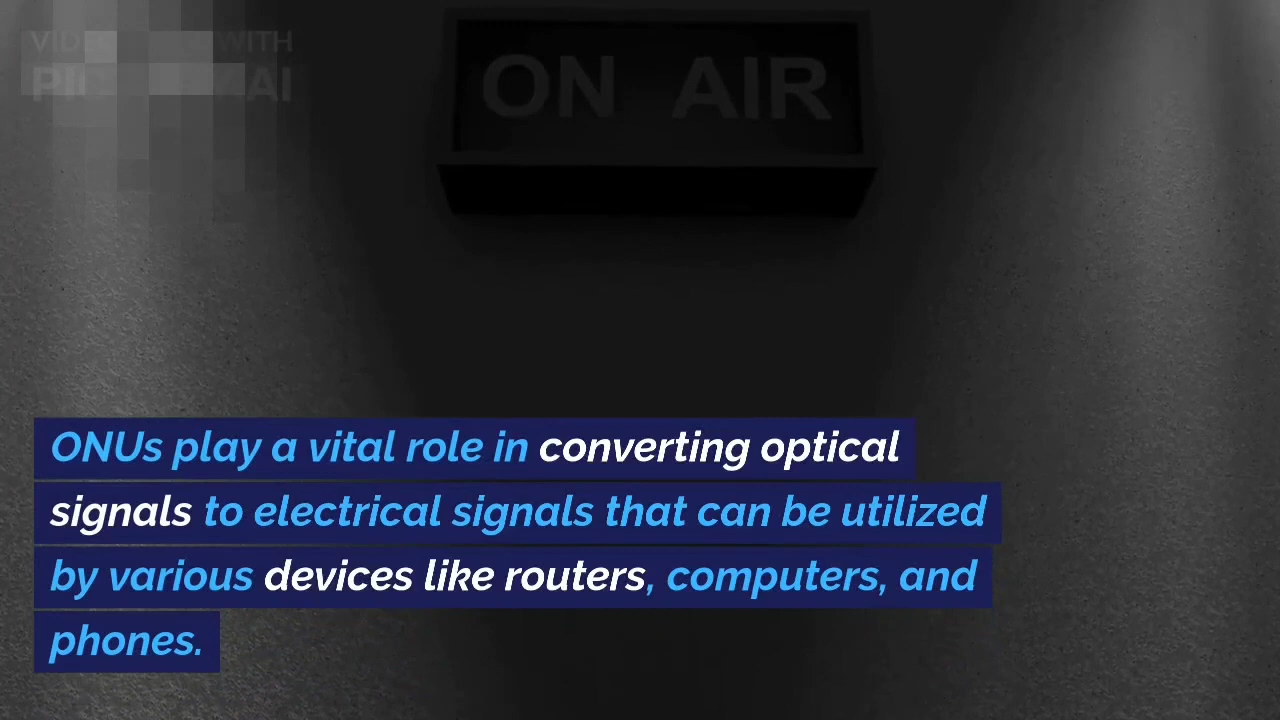 WITH
ON AIR
ONUs play a vital role in converting optical
signals to electrical signals that can be utilized
by various devices like routers, computers, and
phones.